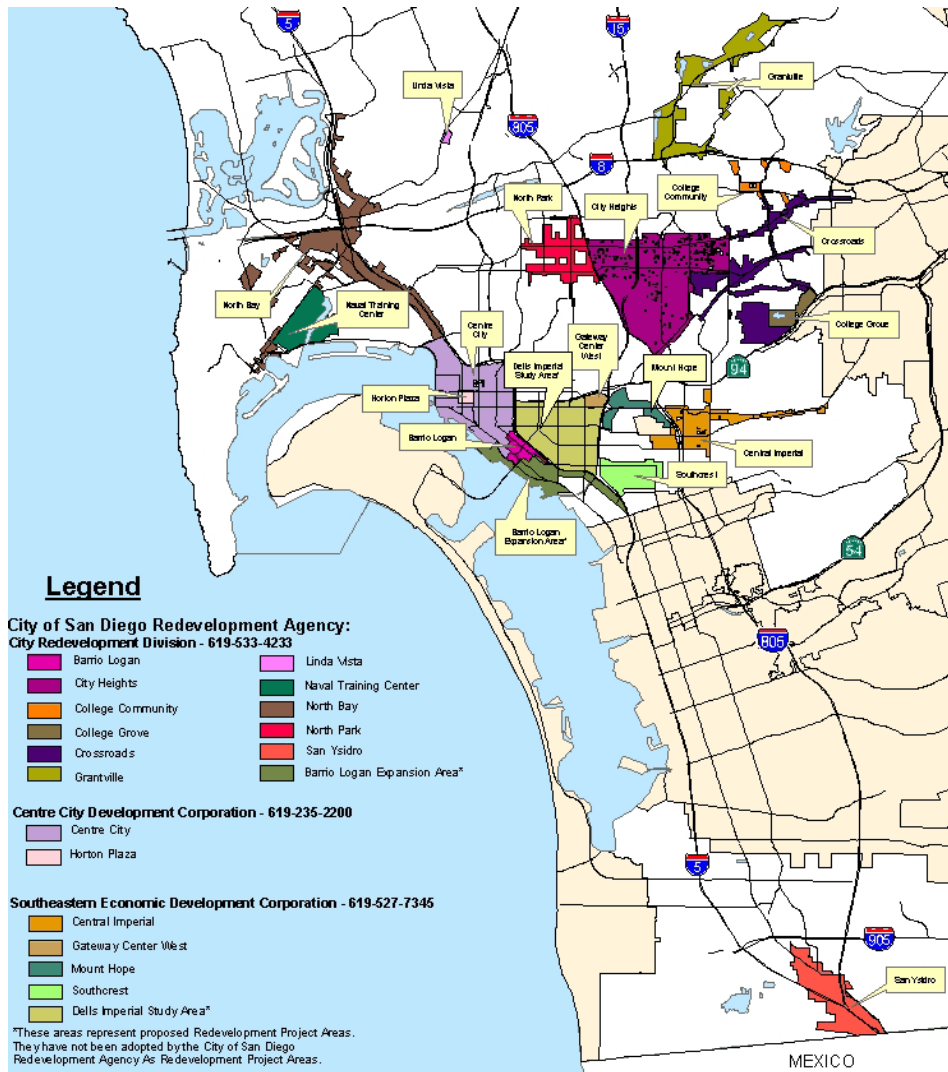 5
15
Linda Vista
Grantville
805
8
North Park
City Heights
College
Community
Crossroads
North Bay
Naval Training
Center
Centre
City
Gateway
Center
West
College Grove
Dells Imperial
Study Area*
Mount Hope
94
Horton Plaza
Barrio Logan
Central Imperial
Southcrest
Barrio Logan
Expansion Area*
54
805
Legend
City of San Diego Redevelopment Agency:
City Redevelopment Division - 619-533-4233
Barrio Logan
City Heights
College Community
College Grove
Crossroads
Grantville
Linda Vista
Naval Training Center
North Bay
North Park
San Ysidro
Barrio Logan Expansion Area*
Centre City Development Corporation - 619-235-2200
Centre City
Horton Plaza
5
Southeastern Economic Development Corporation - 619-527-7345
Central Imperial
Gateway Center West
Mount Hope
Southcrest
Dells Imperial Study Area*
905
San Ysidro
*These areas represent proposed Redevelopment Project Areas.
They have not been adopted by the City of San Diego
Redevelopment Agency As Redevelopment Project Areas.
MEXICO